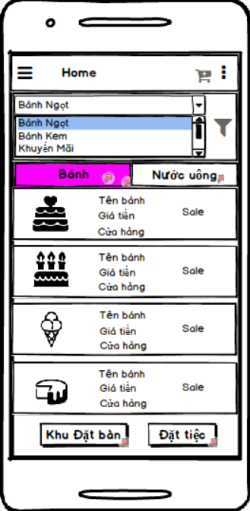 Home
Bánh Ngọt
Bánh Ngọt
Bánh Kem
Khuyến Mãi
Bánh
Nước uông
Tên bánh
Giá tiền
Sale
Cửa hàng
Tên bánh
Giá tiền
Sale
Cửa hàng
Tên bánh
Giá tiền
Sale
Cửa hàng
Tên bánh
Giá tiền
Sale
Cửa hàng
Khu Đặt bàn
Đặt tiệc